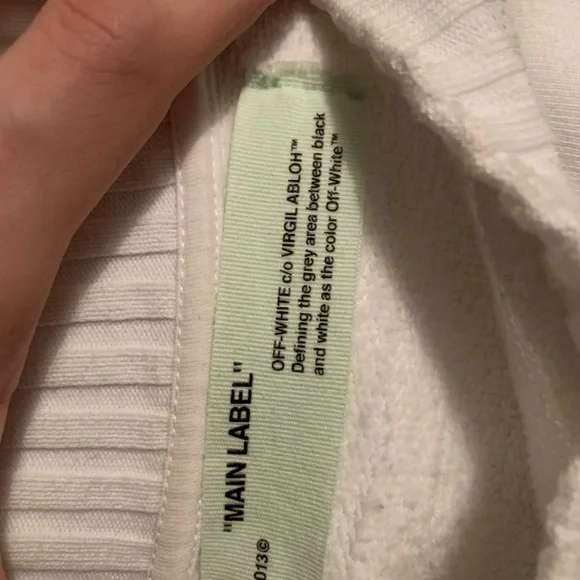 "MAIN LABEL"
OFF-WHITE c/o VIRGIL ABLOH™
Defining the grey area between black
and white as the color Off-White™
013©